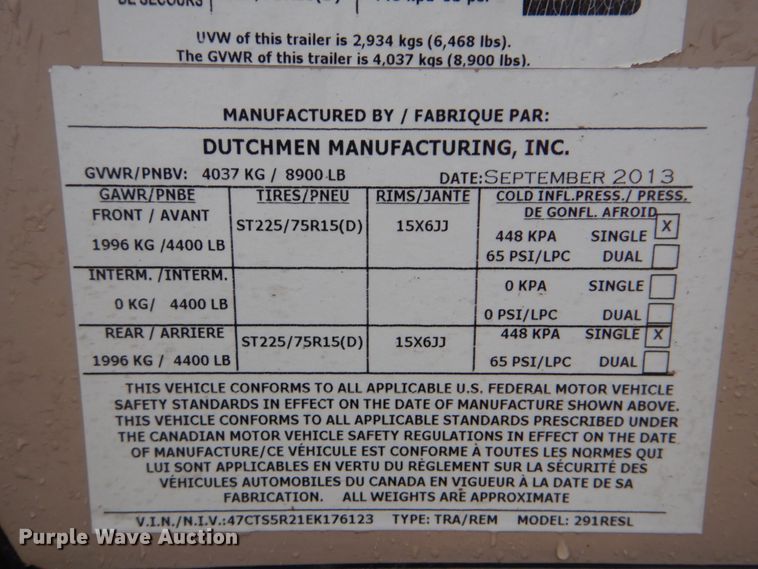 DE SECOURS
UVW of this trailer is 2,934 kgs (6,468 lbs).
The GVWR of this trailer is 4,037 kgs (8,900 lbs).
MANUFACTURED BY / FABRIQUE PAR:
DUTCHMEN MANUFACTURING, INC.
GVWR/PNBV: 4037 KG / 8900 LB DATE: SEPTEMBER 2013
GAWR/PNBE TIRES/PNEU RIMS/JANTE COLD INFL.PRESS./ PRESS.
FRONT / AVANT DE GONFL. AFROID
ST225/75R15(D) 15X6JJ 448 KPA SINGLE X
1996 KG /4400 LB 65 PSI/LPC DUAL
INTERM. /INTERM. 0 KPA SINGLE
0 KG/ 4400 LB 0 PSI/LPC DUAL
REAR / ARRIERE ST225/75R15(D) 15X6JJ 448 KPA SINGLE X
1996 KG / 4400 LB 65 PSI/LPC DUAL
THIS VEHICLE CONFORMS TO ALL APPLICABLE U.S. FEDERAL MOTOR VEHICLE
SAFETY STANDARDS IN EFFECT ON THE DATE OF MANUFACTURE SHOWN ABOVE.
THIS VEHICLE CONFORMS TO ALL APPLICABLE STANDARDS PRESCRIBED UNDER
THE CANADIAN MOTOR VEHICLE SAFETY REGULATIONS IN EFFECT ON THE DATE
OF MANUFACTURE/CE VÉHICULE EST CONFORME À TOUTES LES NORMES QUI
LUI SONT APPLICABLES EN VERTU DU RÈGLEMENT SUR LA SÉCURITÉ DES
VÉHICULES AUTOMOBILES DU CANADA EN VIGUEUR À LA DATE DE SA
FABRICATION. ALL WEIGHTS ARE APPROXIMATE
V.I.N./N.I.V.:47CTS5R21EK176123 TYPE: TRA/REM MODEL: 291RESL
Purple Wave Auction